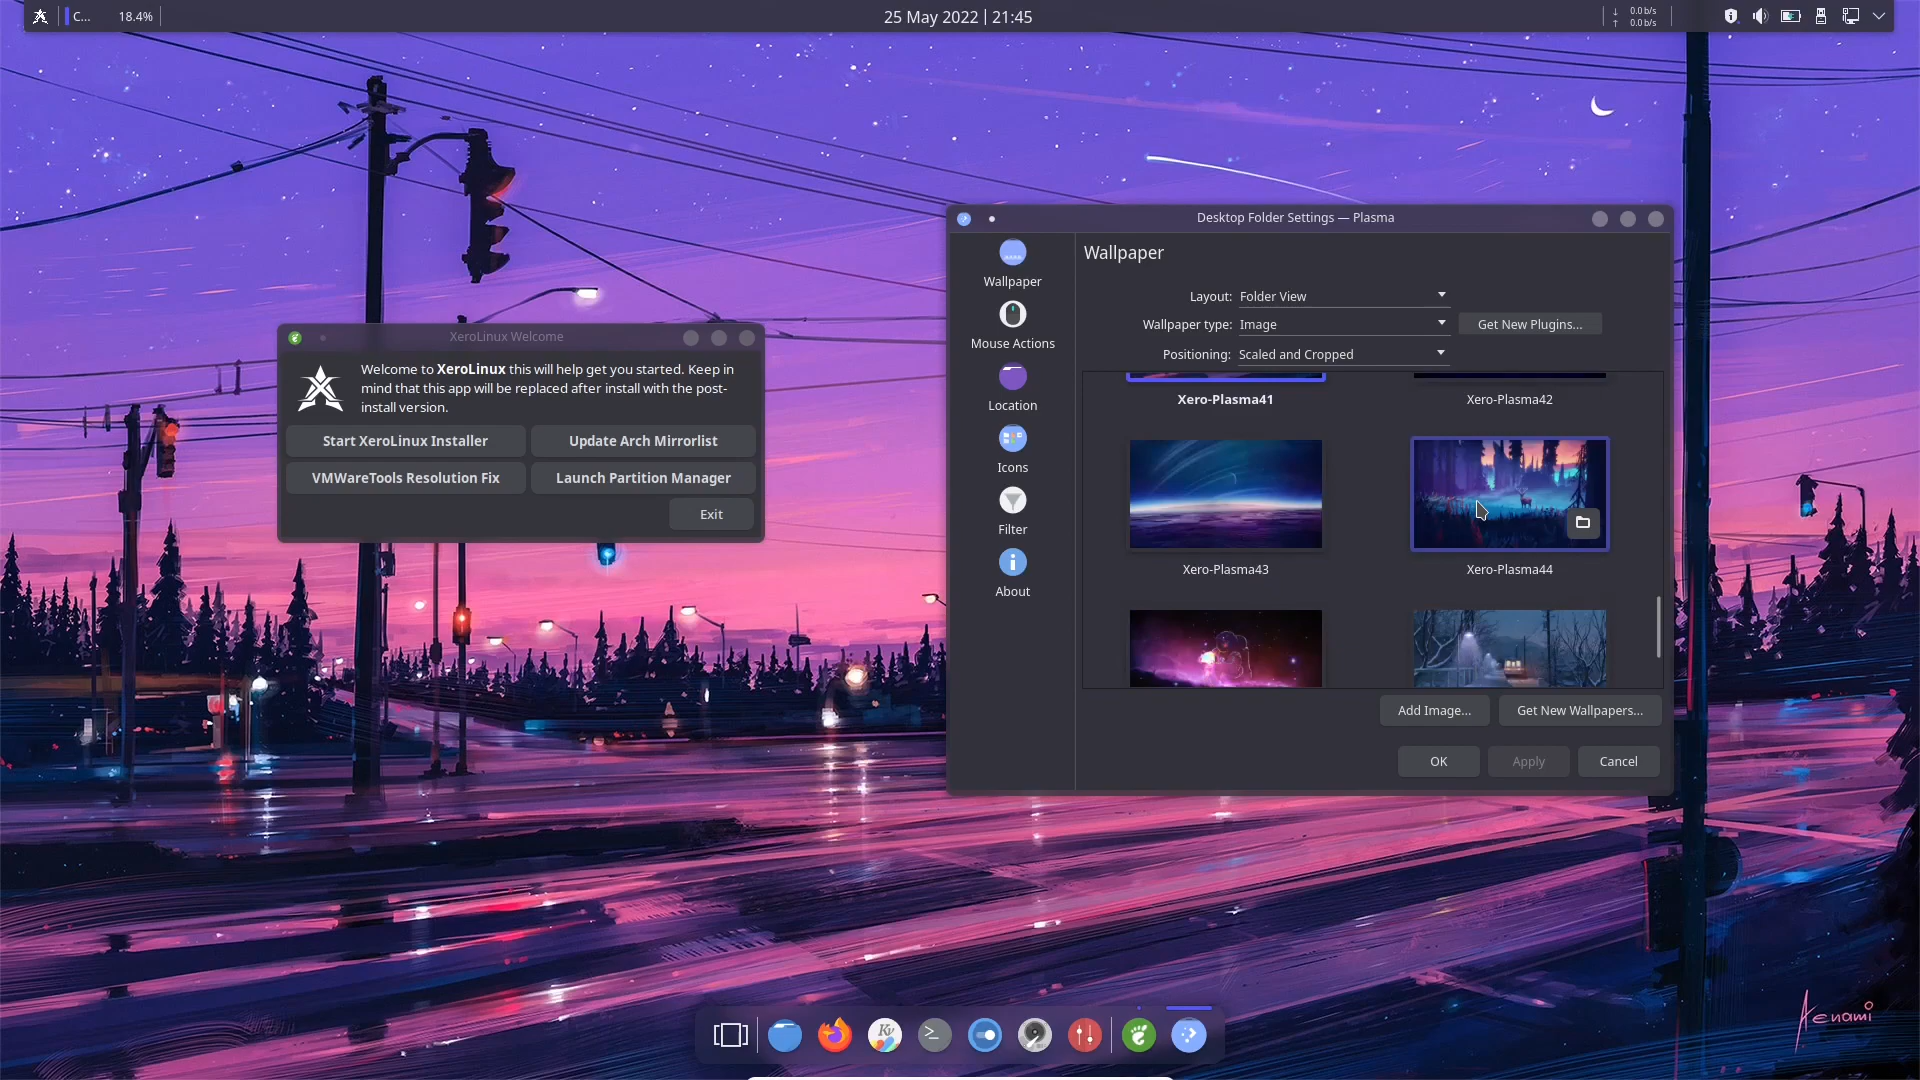 C...
18.4%
25 May 2022 | 21:45
↓ 0.0 b/s
↑ 0.0 b/s
XeroLinux Welcome
Welcome to XeroLinux this will help get you started. Keep in
mind that this app will be replaced after install with the post-
install version.
Start XeroLinux Installer
Update Arch Mirrorlist
VMWareTools Resolution Fix
Launch Partition Manager
Exit
Desktop Folder Settings — Plasma
Wallpaper
Mouse Actions
Location
Icons
Filter
About
Wallpaper
Layout: Folder View
Wallpaper type: Image
Get New Plugins...
Positioning: Scaled and Cropped
Xero-Plasma41
Xero-Plasma42
Xero-Plasma43
Xero-Plasma44
Add Image...
Get New Wallpapers...
OK
Apply
Cancel
Kv
Aenami